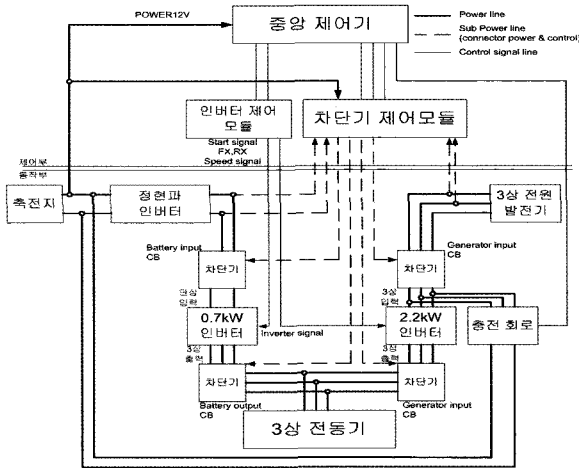 POWER12V
중앙 제어기
Power line
Sub Power line
(connector power & control)
Control signal line
인버터 제어
모듈
Start signal
FX,RX
Speed signal
차단기 제어모듈
제어부
동작부
축전지
정현파
인버터
3상 전원
발전기
Battery input
CB
차단기
Generator input
CB
차단기
단상
입력
3상
입력
0.7kW
인버터
Inverter signal
2.2kW
인버터
충전 회로
3상
출력
3상
출력
차단기
차단기
Battery output
CB
Generator input
CB
3상 전동기